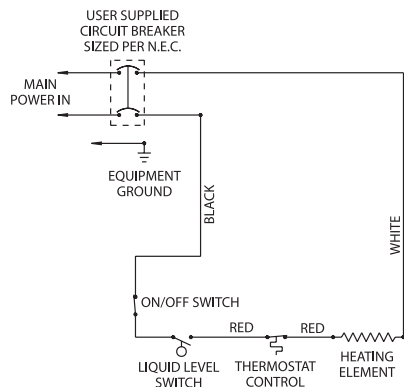 USER SUPPLIED
CIRCUIT BREAKER
SIZED PER N.E.C.
MAIN
POWER IN
EQUIPMENT
GROUND
BLACK
WHITE
ON/OFF SWITCH
RED
RED
LIQUID LEVEL
SWITCH
THERMOSTAT
CONTROL
HEATING
ELEMENT